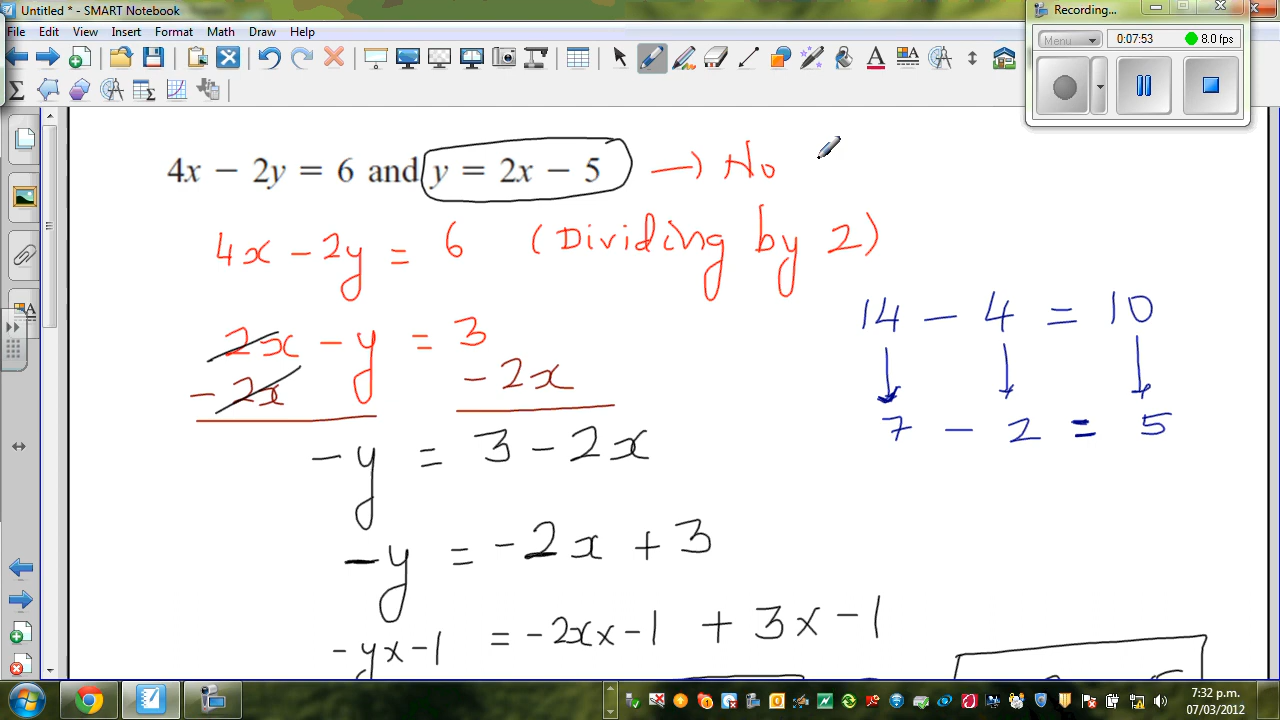 Untitled * - SMART Notebook
Recording...
File Edit View Insert Format Math Draw Help
Menu
0:07:53
8.0 fps
4x − 2y = 6 and y = 2x − 5 → No
4x − 2y = 6 (Dividing by 2)
14 − 4 = 10
2x − y = 3
− 2x − 2x
7 − 2 = 5
− y = 3 − 2x
− y = − 2x + 3
− y x − 1 = − 2x x − 1 + 3 x − 1
7:32 p.m.
07/03/2012